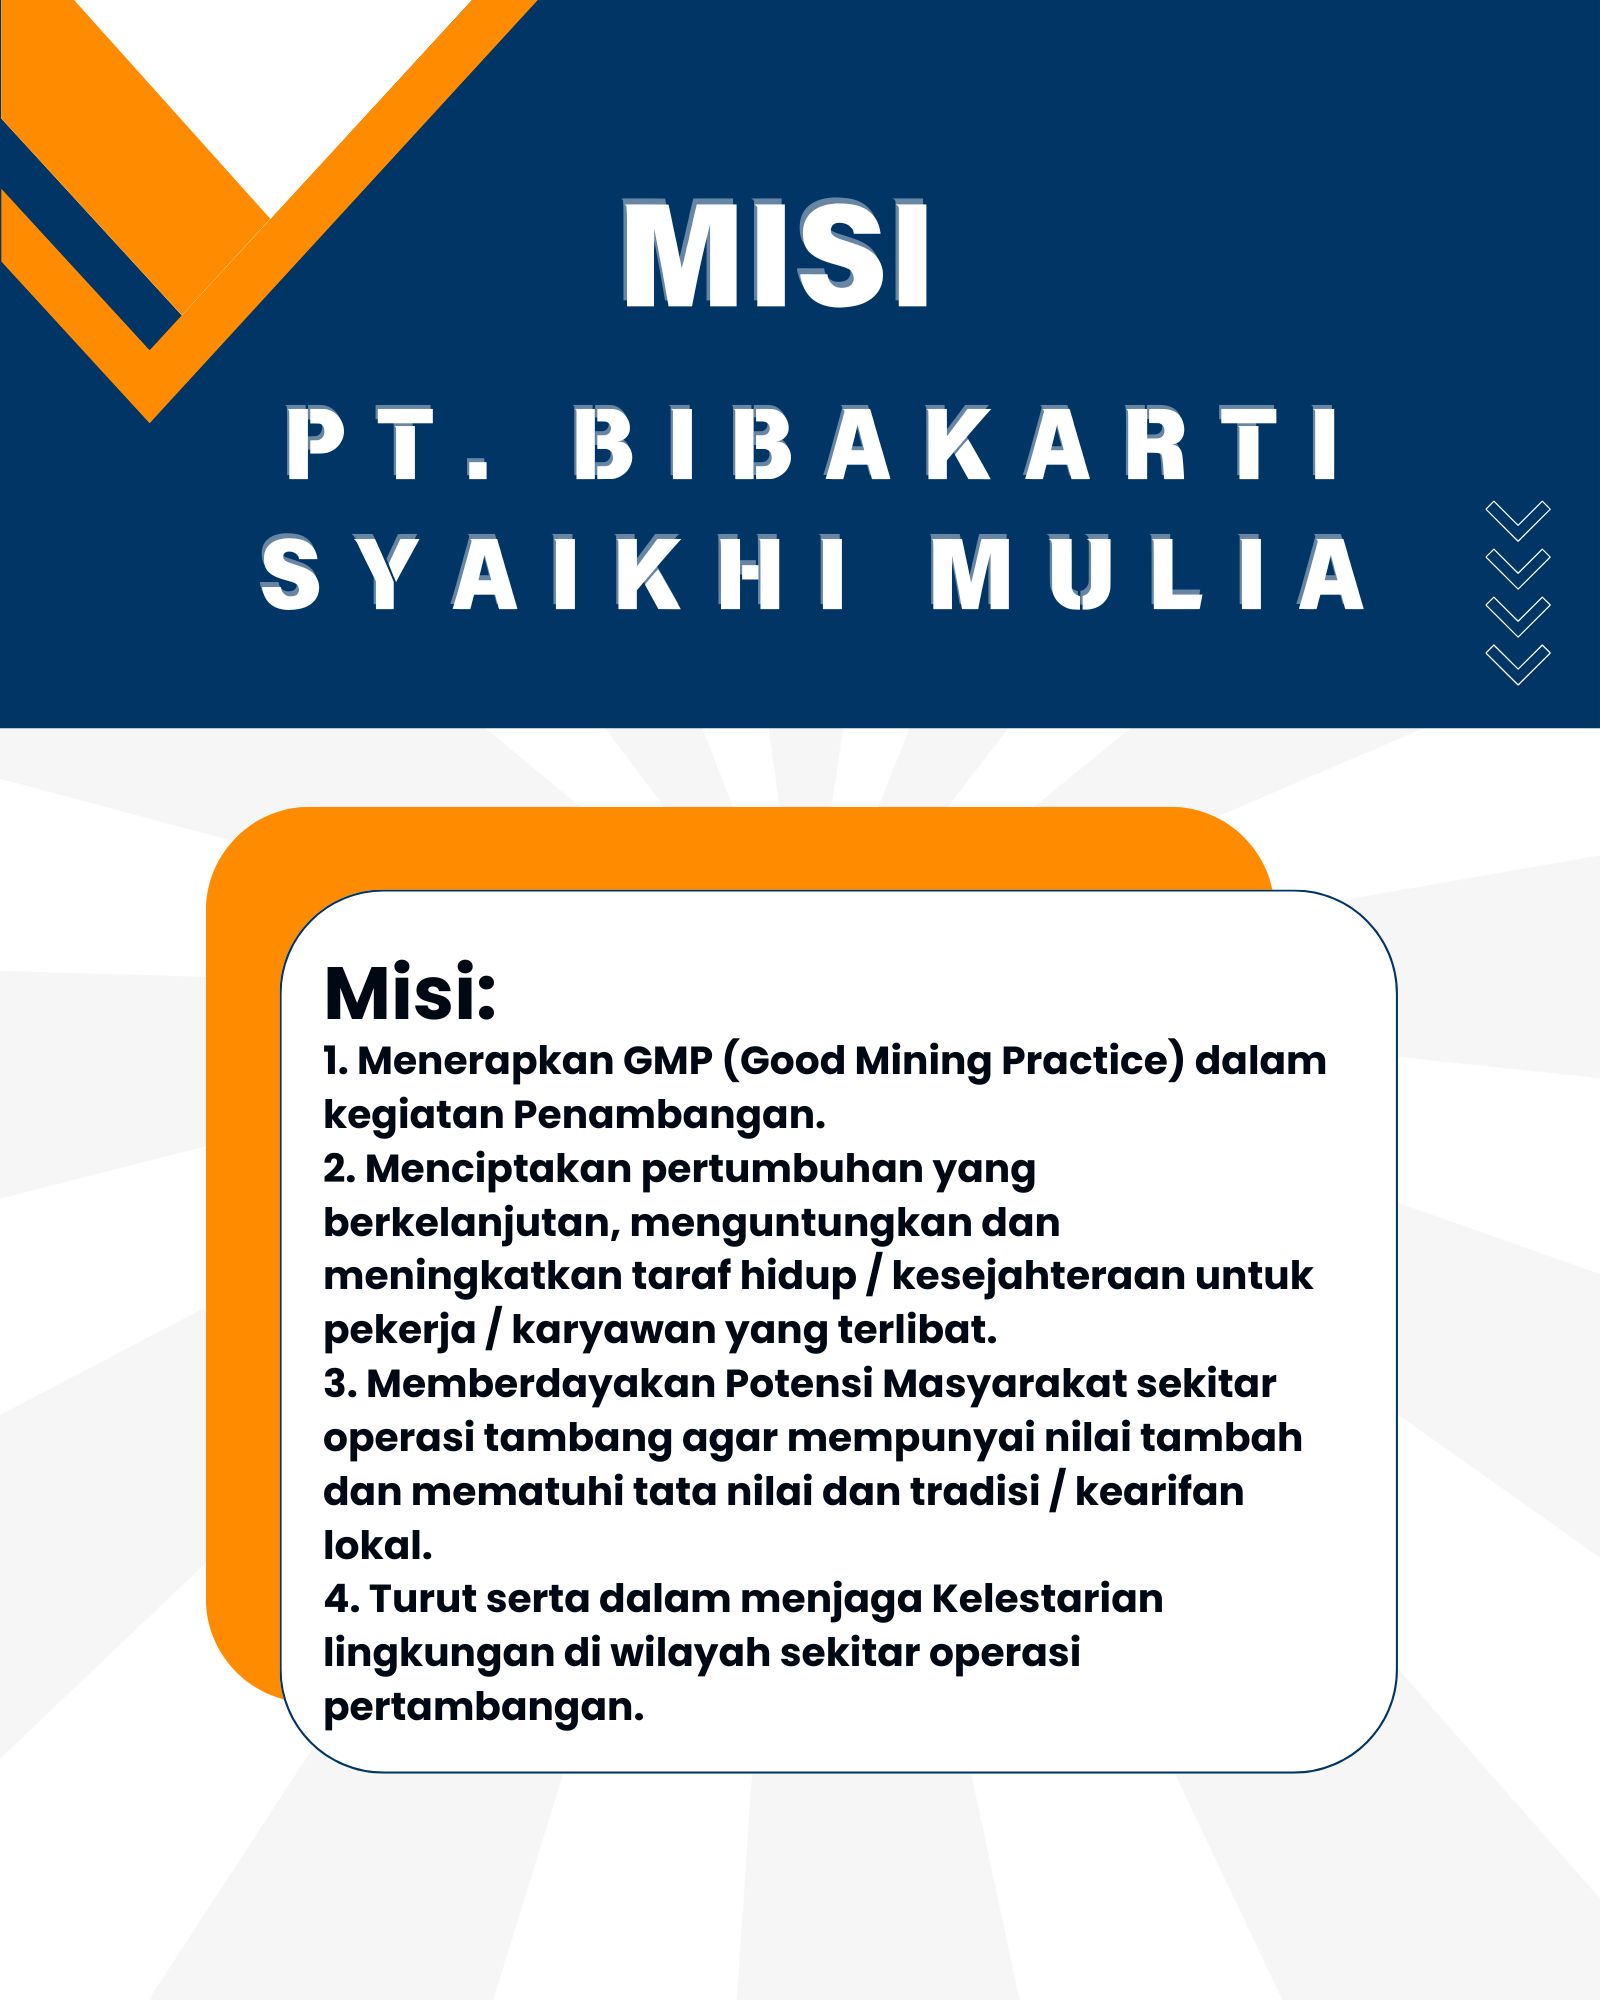 MISI
PT. BIBAKARTI
SYAIKHI MULIA
Misi:
1. Menerapkan GMP (Good Mining Practice) dalam
kegiatan Penambangan.
2. Menciptakan pertumbuhan yang
berkelanjutan, menguntungkan dan
meningkatkan taraf hidup / kesejahteraan untuk
pekerja / karyawan yang terlibat.
3. Memberdayakan Potensi Masyarakat sekitar
operasi tambang agar mempunyai nilai tambah
dan mematuhi tata nilai dan tradisi / kearifan
lokal.
4. Turut serta dalam menjaga Kelestarian
lingkungan di wilayah sekitar operasi
pertambangan.